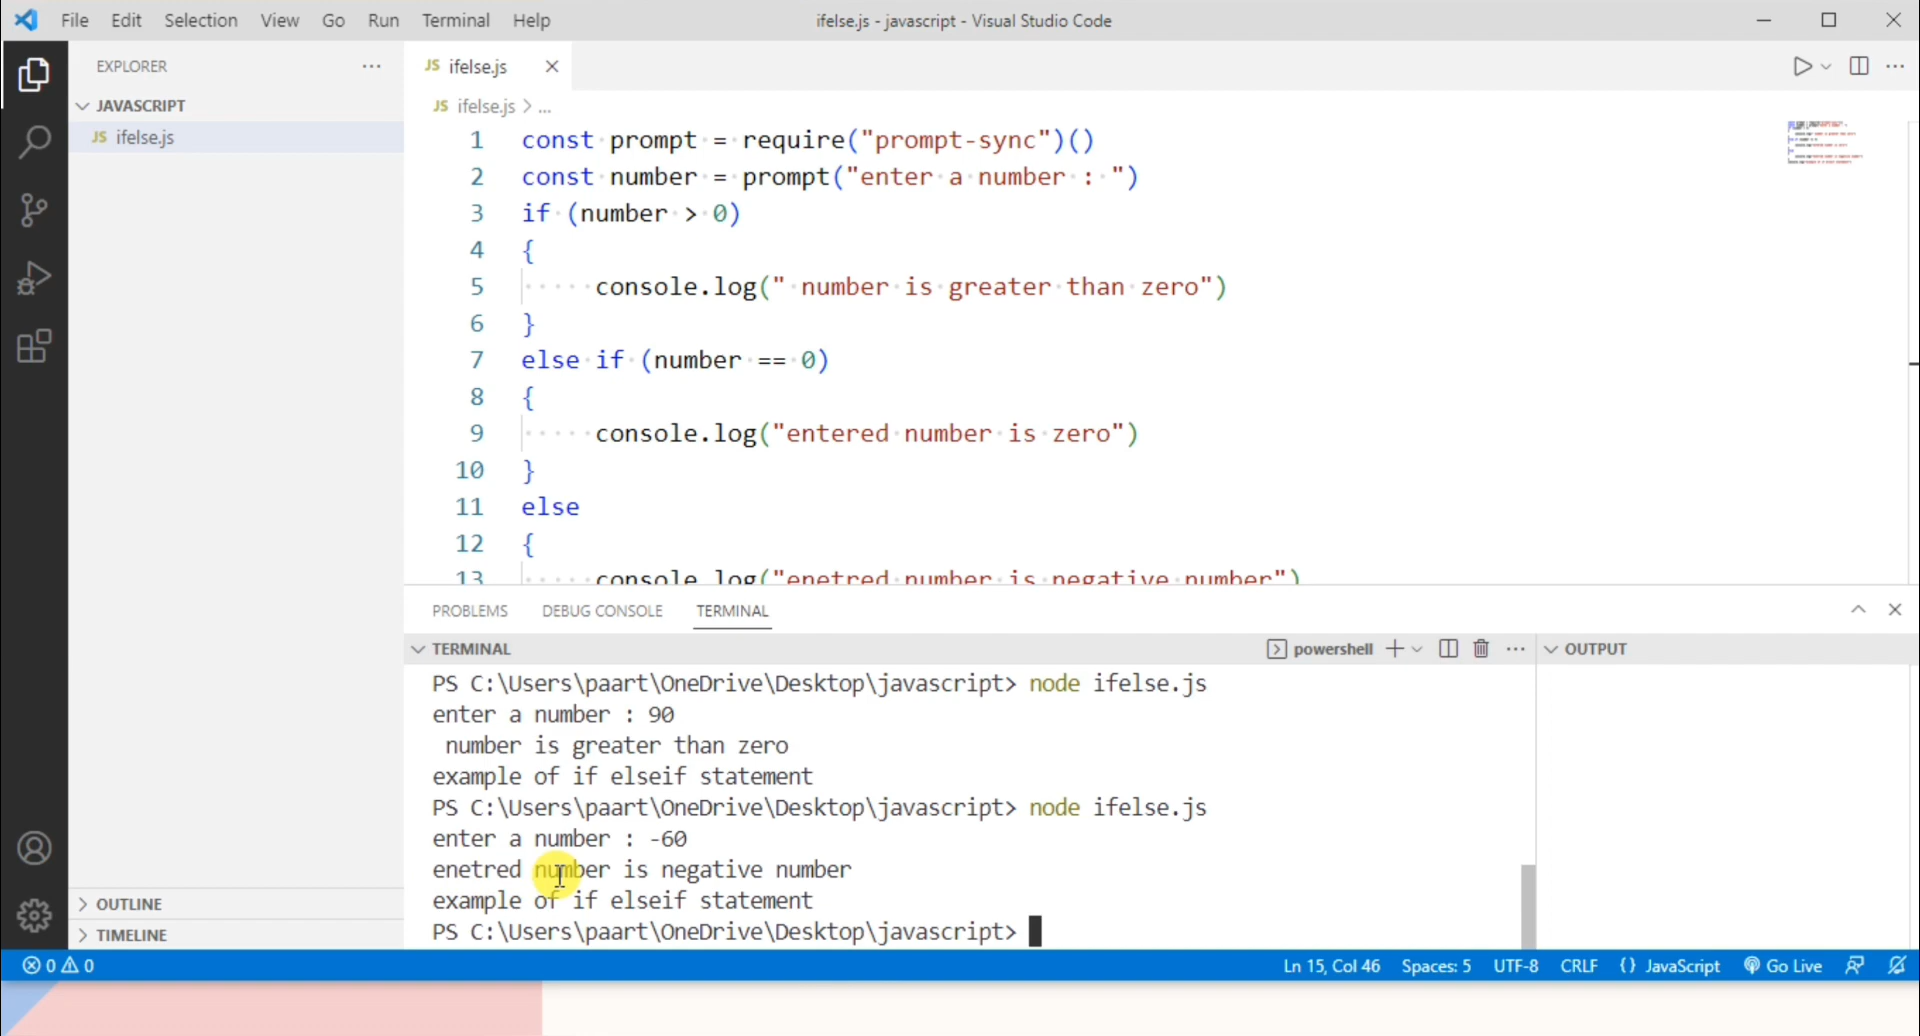 File Edit Selection View Go Run Terminal Help
ifelse.js - javascript - Visual Studio Code
EXPLORER
JAVASCRIPT
JS ifelse.js
OUTLINE
TIMELINE
JS ifelse.js
JS ifelse.js > ...
1 const prompt = require("prompt-sync")()
2 const number = prompt("enter a number : ")
3 if (number > 0)
4 {
5 console.log(" number is greater than zero")
6 }
7 else if (number == 0)
8 {
9 console.log("entered number is zero")
10 }
11 else
12 {
13 console.log("enetred number is negative number")
PROBLEMS DEBUG CONSOLE TERMINAL
TERMINAL
powershell
OUTPUT
PS C:\Users\paart\OneDrive\Desktop\javascript> node ifelse.js
enter a number : 90
number is greater than zero
example of if elseif statement
PS C:\Users\paart\OneDrive\Desktop\javascript> node ifelse.js
enter a number : -60
enetred number is negative number
example of if elseif statement
PS C:\Users\paart\OneDrive\Desktop\javascript>
0 0
Ln 15, Col 46 Spaces: 5 UTF-8 CRLF {} JavaScript Go Live